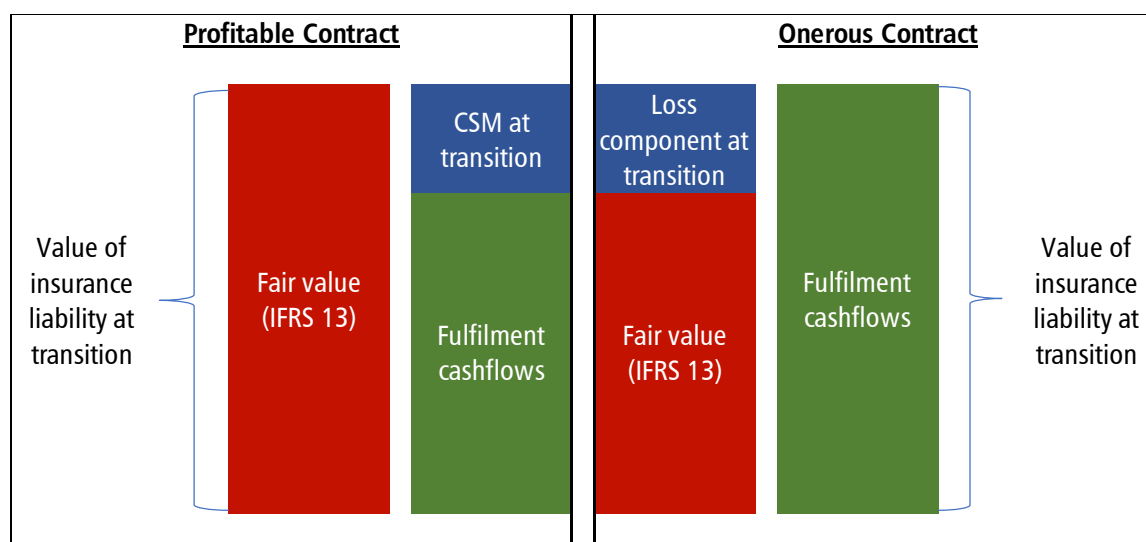 Profitable Contract
Value of
insurance
liability at
transition
Fair value
(IFRS 13)
CSM at
transition
Fulfilment
cashflows
Onerous Contract
Loss
component at
transition
Fair value
(IFRS 13)
Fulfilment
cashflows
Value of
insurance
liability at
transition